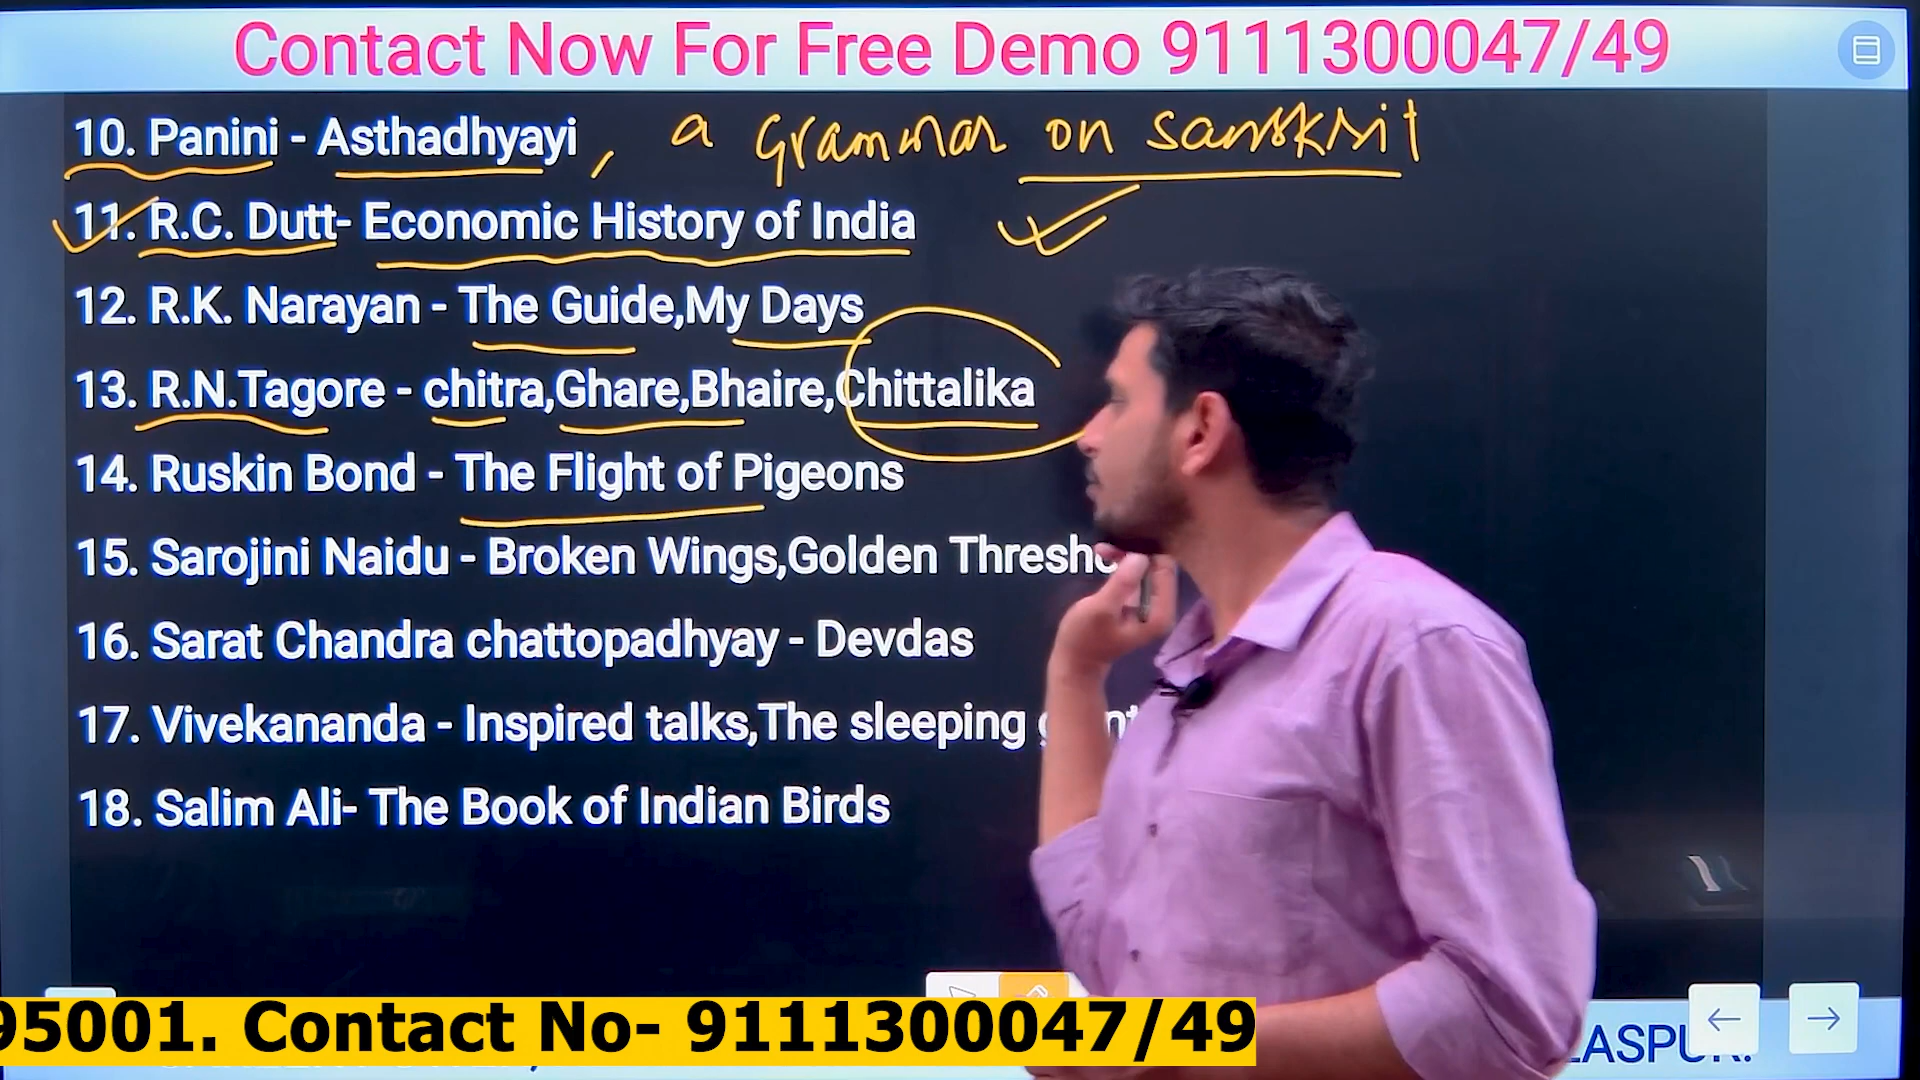 Contact Now For Free Demo 9111300047/49
10. Panini - Asthadhyayi, a grammar on sanskrit
11. R.C. Dutt- Economic History of India
12. R.K. Narayan - The Guide,My Days
13. R.N.Tagore - chitra,Ghare,Bhaire,Chittalika
14. Ruskin Bond - The Flight of Pigeons
15. Sarojini Naidu - Broken Wings,Golden
16. Sarat Chandra chattopadhyay - Devdas
17. Vivekananda - Inspired talks,The sleeping
18. Salim Ali- The Book of Indian Birds
95001. Contact No- 9111300047/49